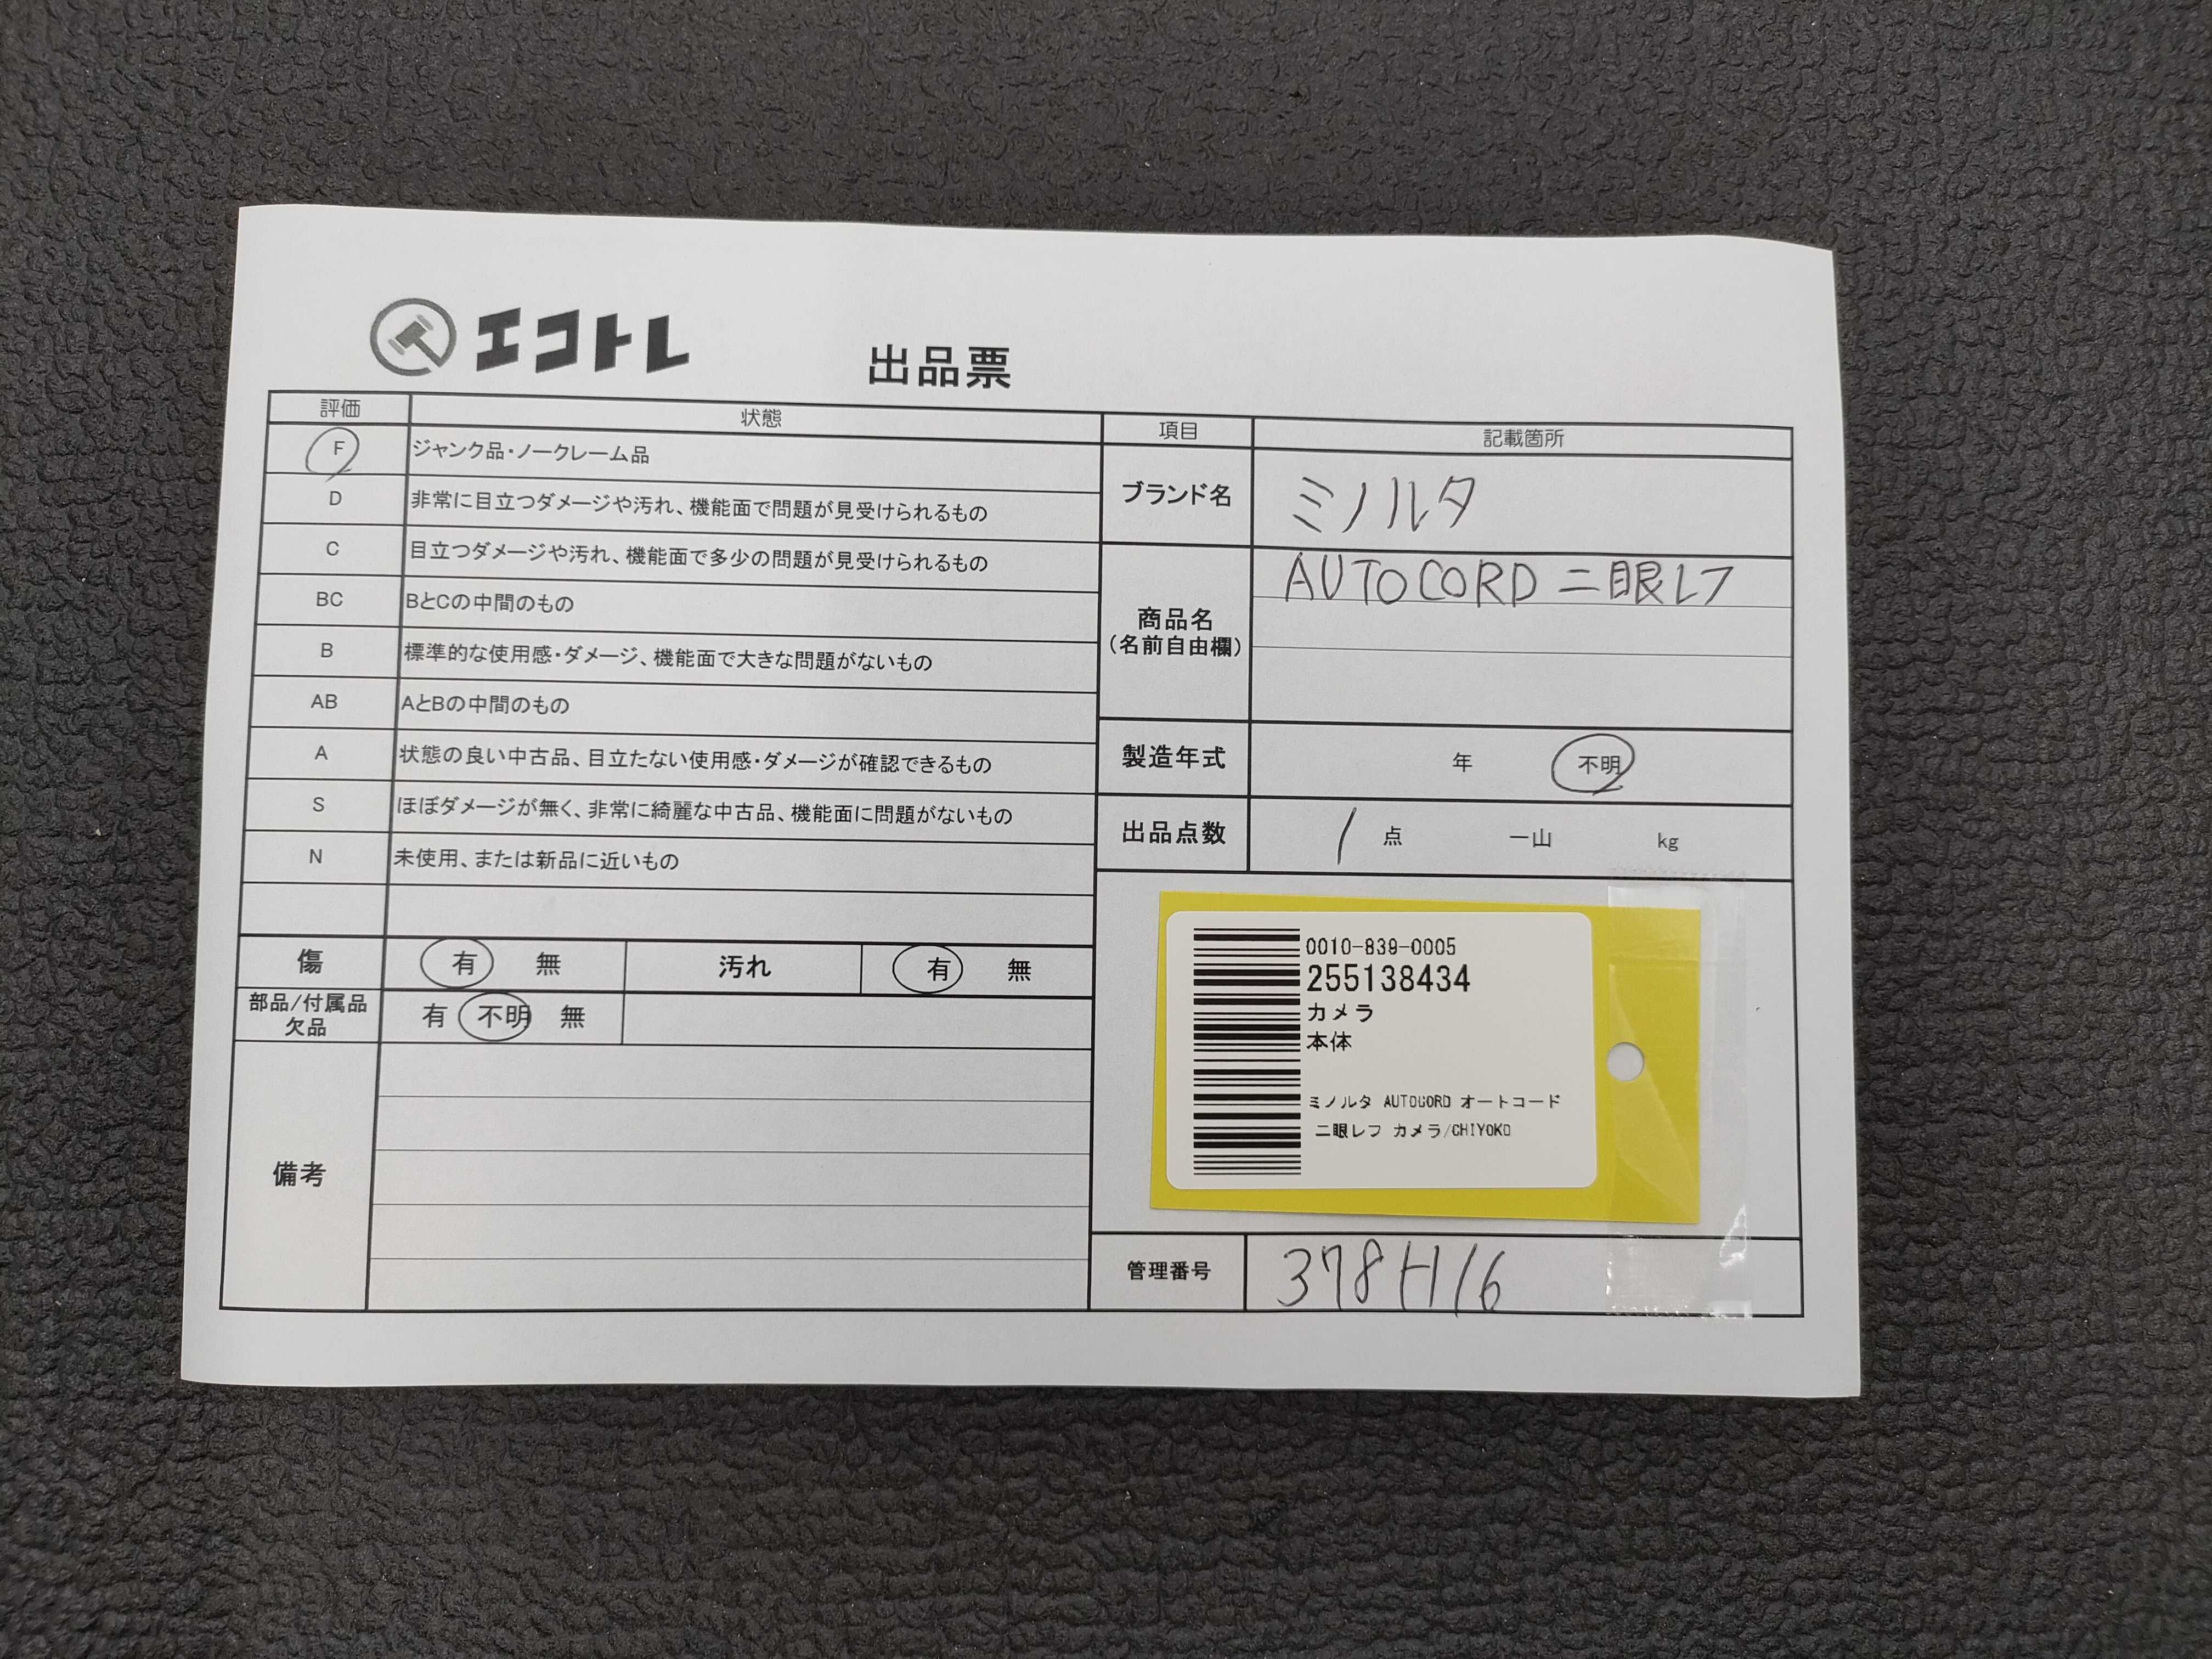 エコトレ
出品票
評価 状態
F ジャンク品・ノークレーム品
D 非常に目立つダメージや汚れ、機能面で問題が見受けられるもの
C 目立つダメージや汚れ、機能面で多少の問題が見受けられるもの
BC BとCの中間のもの
B 標準的な使用感・ダメージ、機能面で大きな問題がないもの
AB AとBの中間のもの
A 状態の良い中古品、目立たない使用感・ダメージが確認できるもの
S ほぼダメージが無く、非常に綺麗な中古品、機能面に問題がないもの
N 未使用、または新品に近いもの
傷 有 無 汚れ 有 無
部品/付属品
欠品 有 不明 無
備考
項目 記載箇所
ブランド名 ミノルタ
商品名
(名前自由欄)
AUTOCORD 二眼レフ
製造年式 年 不明
出品点数 1 点 一山 kg
0010-839-0005
255138434
カメラ
本体
ミノルタ AUTOCORD オートコード
二眼レフ カメラ/CHIYOKO
管理番号 378H16